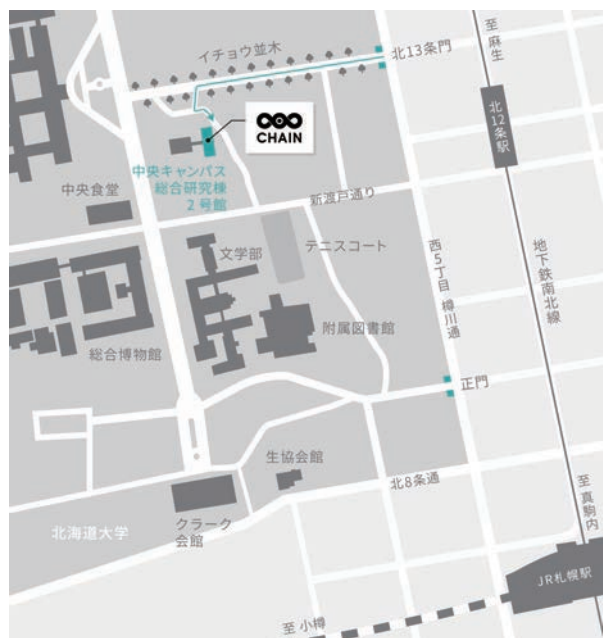 イチョウ並木
北13条門
至 麻生
北12条駅
CHAIN
中央キャンパス
総合研究棟
2号館
中央食堂
新渡戸通り
文学部
テニスコート
西5丁目 樽川通
地下鉄南北線
附属図書館
総合博物館
正門
生協会館
北8条通
クラーク
会館
北海道大学
至 真駒内
JR札幌駅
至 小樽